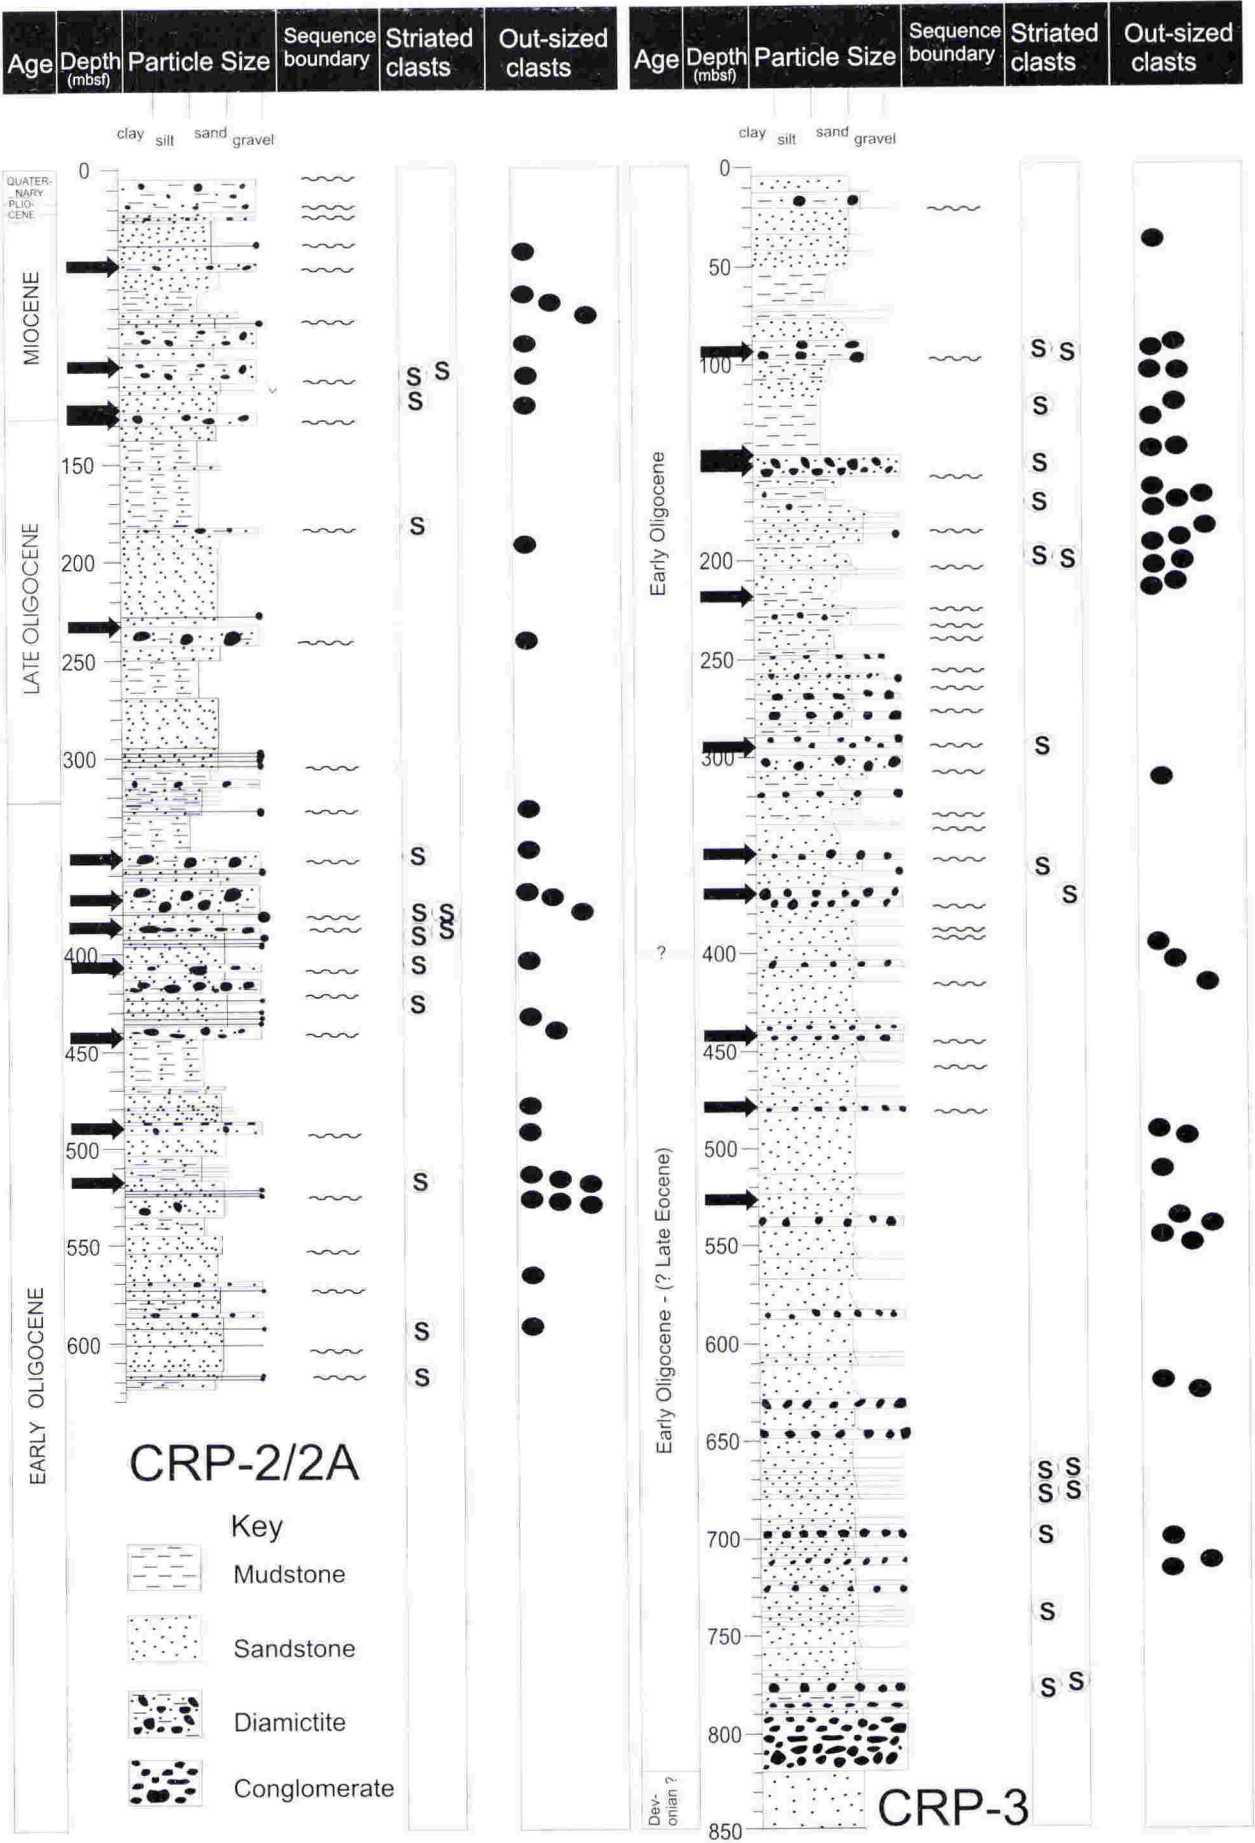 Age
Depth
(mbsf)
Particle Size
Sequence
boundary
Striated
clasts
Out-sized
clasts
Age
Depth
(mbsf)
Particle Size
Sequence
boundary
Striated
clasts
Out-sized
clasts
clay
silt
sand
gravel
clay
silt
sand
gravel
QUATER-
NARY
PLIO-
CENE
MIOCENE
LATE OLIGOCENE
EARLY OLIGOCENE
0
150
200
250
300
400
450
500
550
600
S S
S
S
S
S S
S S
S
S
S
S
S
CRP-2/2A
Key
Mudstone
Sandstone
Diamictite
Conglomerate
Early Oligocene
?
Early Oligocene - (? Late Eocene)
Dev-
onian ?
0
50
100
200
250
300
400
450
500
550
600
650
700
750
800
850
S S
S
S
S
S S
S
S
S
S S
S S
S
S
S S
CRP-3